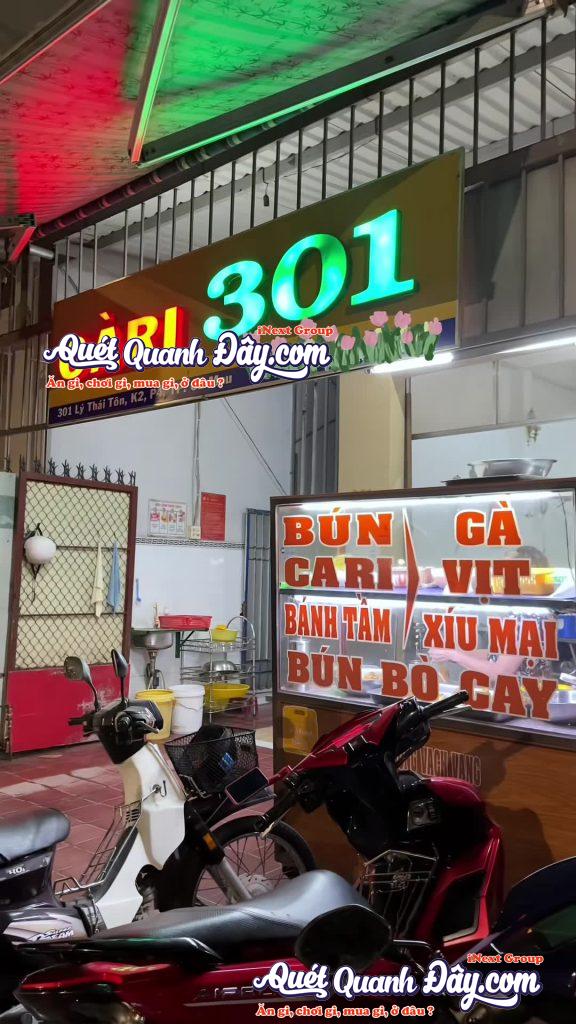 CÀRI 301
iNext Group
Quét Quanh Đây.com
Ăn gì, chơi gì, mua gì, ở đâu ?
301 Lý Thái Tôn, K2,
BÚN GÀ
CARI VỊT
BÁNH TẦM XÍU MẠI
BÚN BÒ CAY
iNext Group
Quét Quanh Đây.com
Ăn gì, chơi gì, mua gì, ở đâu ?